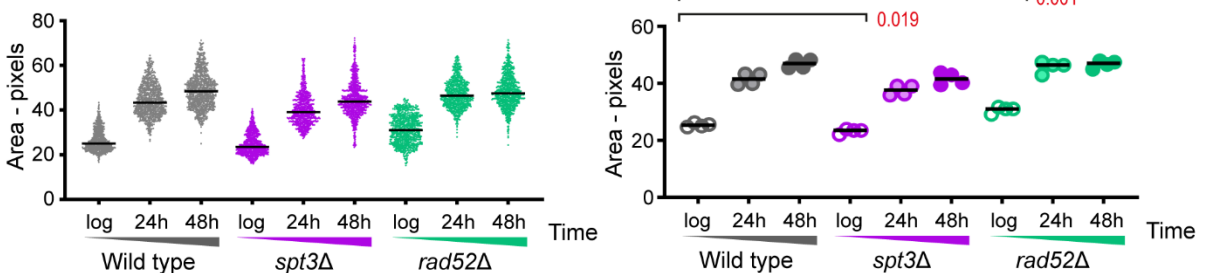 80
60
40
20
0
Area - pixels
log 24h 48h log 24h 48h log 24h 48h
Time
Wild type spt3Δ rad52Δ
0.019
60
40
20
0
Area - pixels
log 24h 48h log 24h 48h log 24h 48h
Time
Wild type spt3Δ rad52Δ